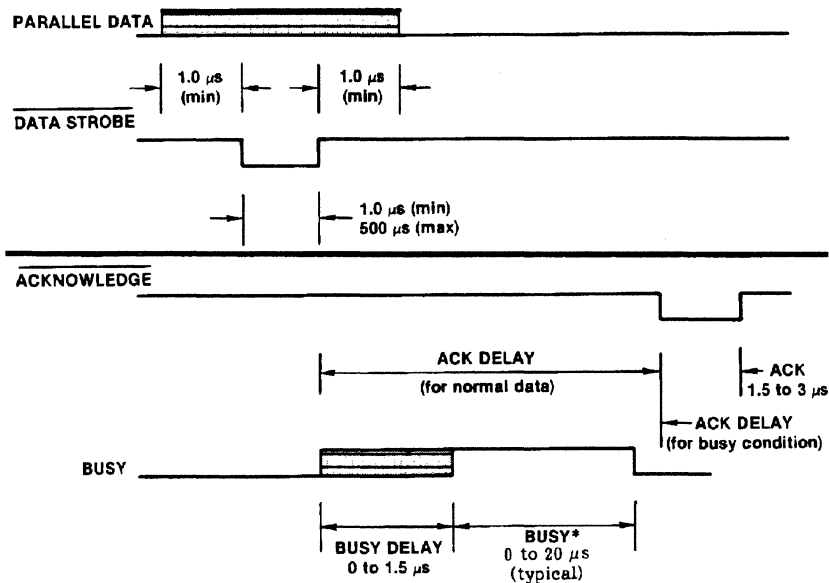 PARALLEL DATA
1.0 µs
(min)
1.0 µs
(min)
DATA STROBE
1.0 µs (min)
500 µs (max)
ACKNOWLEDGE
ACK DELAY
(for normal data)
ACK
1.5 to 3 µs
ACK DELAY
(for busy condition)
BUSY
BUSY DELAY
0 to 1.5 µs
BUSY*
0 to 20 µs
(typical)